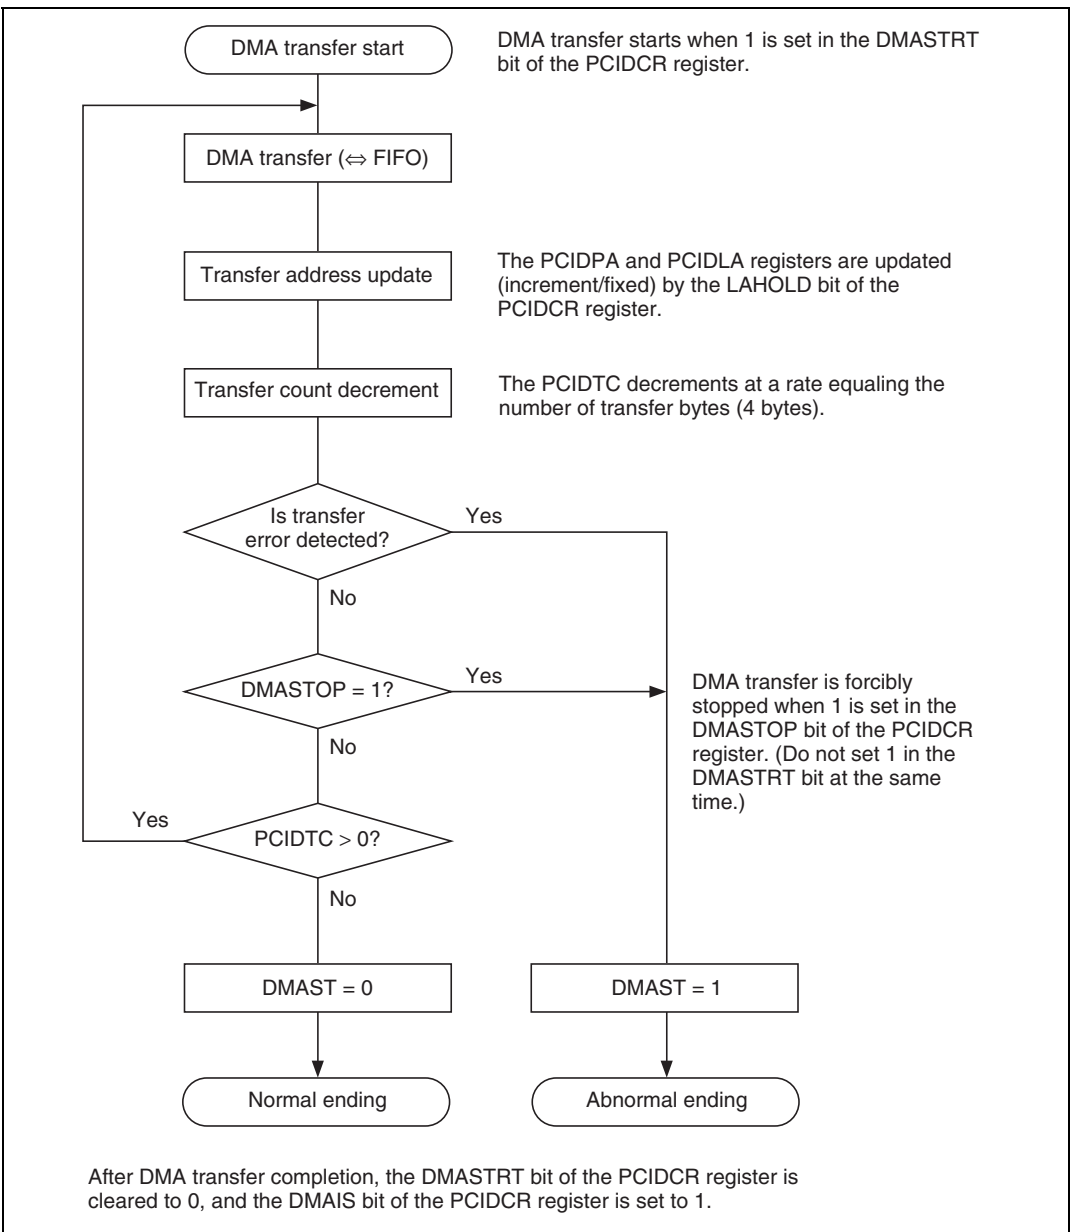 DMA transfer start
DMA transfer starts when 1 is set in the DMASTRT
bit of the PCIDCR register.
DMA transfer (⇔ FIFO)
Transfer address update
The PCIDPA and PCIDLA registers are updated
(increment/fixed) by the LAHOLD bit of the
PCIDCR register.
Transfer count decrement
The PCIDTC decrements at a rate equaling the
number of transfer bytes (4 bytes).
Is transfer
error detected?
Yes
No
DMASTOP = 1?
Yes
DMA transfer is forcibly
stopped when 1 is set in the
DMASTOP bit of the PCIDCR
register. (Do not set 1 in the
DMASTRT bit at the same
time.)
No
Yes
PCIDTC > 0?
No
DMAST = 0
DMAST = 1
Normal ending
Abnormal ending
After DMA transfer completion, the DMASTRT bit of the PCIDCR register is
cleared to 0, and the DMAIS bit of the PCIDCR register is set to 1.